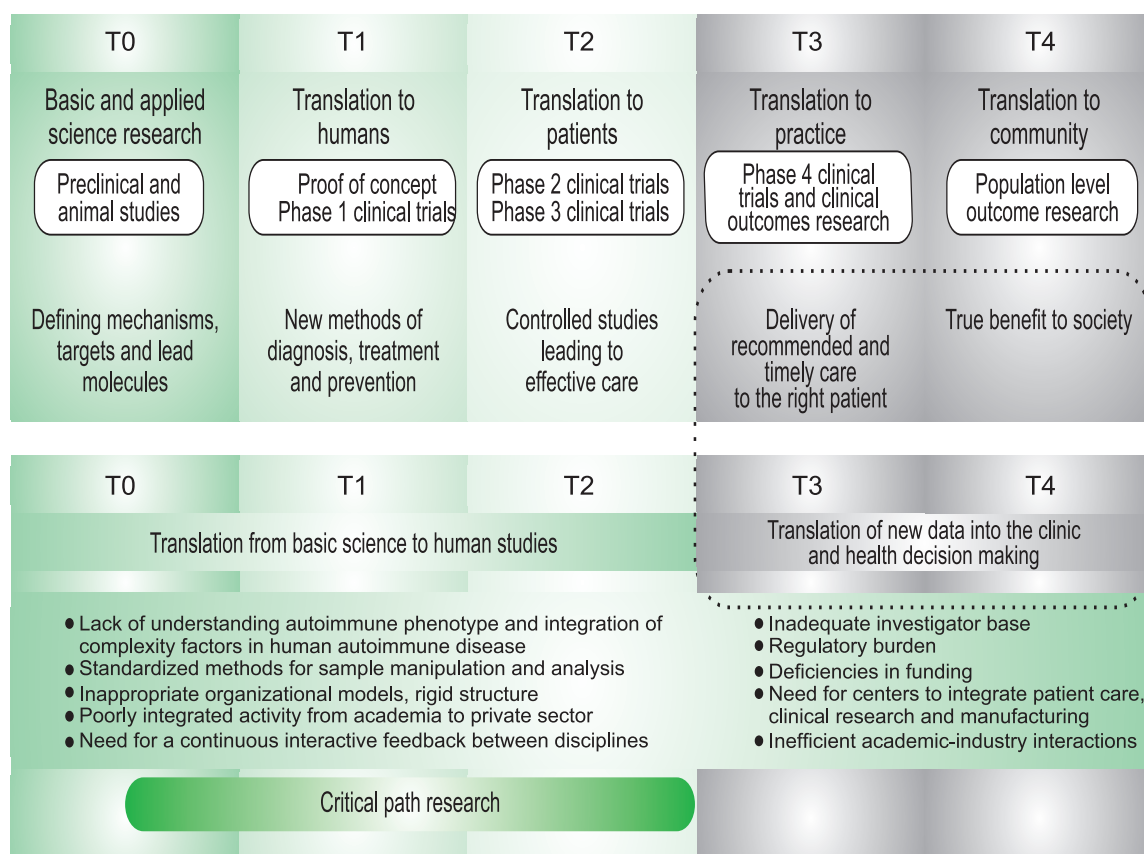 T0
Basic and applied
science research
Preclinical and
animal studies
Defining mechanisms,
targets and lead
molecules
T1
Translation to
humans
Proof of concept
Phase 1 clinical trials
New methods of
diagnosis, treatment
and prevention
T2
Translation to
patients
Phase 2 clinical trials
Phase 3 clinical trials
Controlled studies
leading to
effective care
T3
Translation to
practice
Phase 4 clinical
trials and clinical
outcomes research
Delivery of
recommended and
timely care
to the right patient
T4
Translation to
community
Population level
outcome research
True benefit to society
T0
T1
T2
Translation from basic science to human studies
• Lack of understanding autoimmune phenotype and integration of
complexity factors in human autoimmune disease
• Standardized methods for sample manipulation and analysis
• Inappropriate organizational models, rigid structure
• Poorly integrated activity from academia to private sector
• Need for a continuous interactive feedback between disciplines
Critical path research
T3
T4
Translation of new data into the clinic
and health decision making
• Inadequate investigator base
• Regulatory burden
• Deficiencies in funding
• Need for centers to integrate patient care,
clinical research and manufacturing
• Inefficient academic-industry interactions